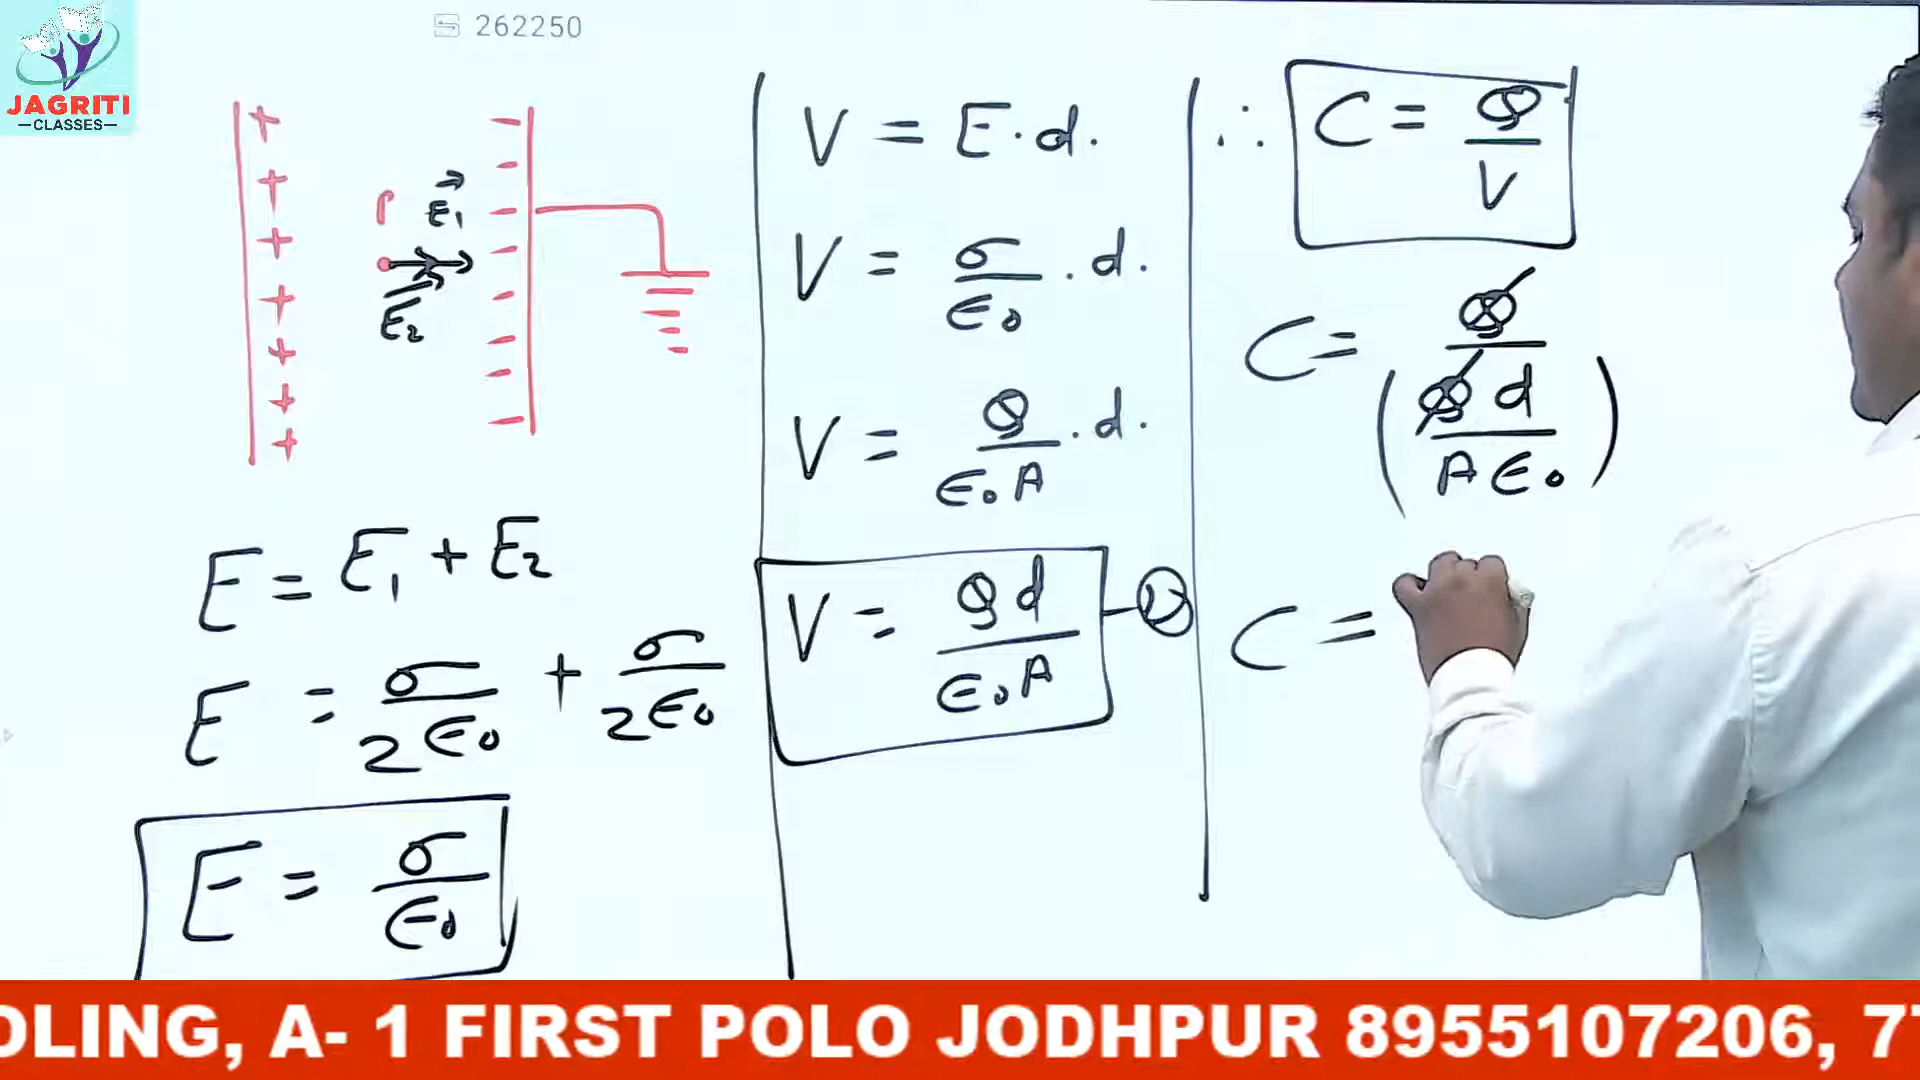 JAGRITI
CLASSES
262250
+ + + + + + +
P
E₁
E₂
E = E₁ + E₂
E = σ/2ε₀ + σ/2ε₀
E = σ/ε₀
V = E·d.
V = σ/ε₀ · d.
V = Q/ε₀A · d.
V = Qd/ε₀A
∴ C = Q/V
C = Q/(Qd/Aε₀)
C =
OLING, A- 1 FIRST POLO JODHPUR 8955107206, 77